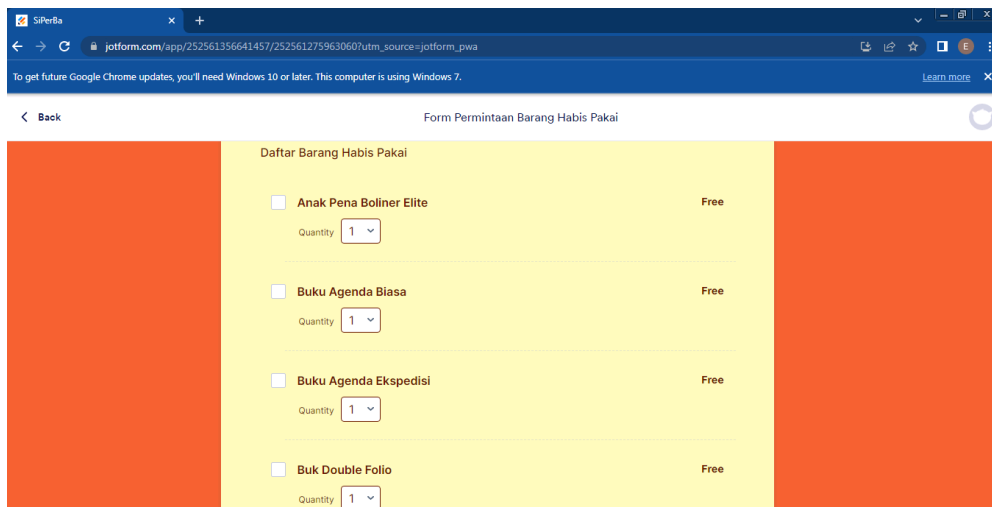 SiPerBa
jotform.com/app/252561356641457/252561275963060?utm_source=jotform_pwa
E
To get future Google Chrome updates, you'll need Windows 10 or later. This computer is using Windows 7.
Learn more
Back
Form Permintaan Barang Habis Pakai
Daftar Barang Habis Pakai
Anak Pena Boliner Elite
Free
Quantity 1
Buku Agenda Biasa
Free
Quantity 1
Buku Agenda Ekspedisi
Free
Quantity 1
Buk Double Folio
Free
Quantity 1